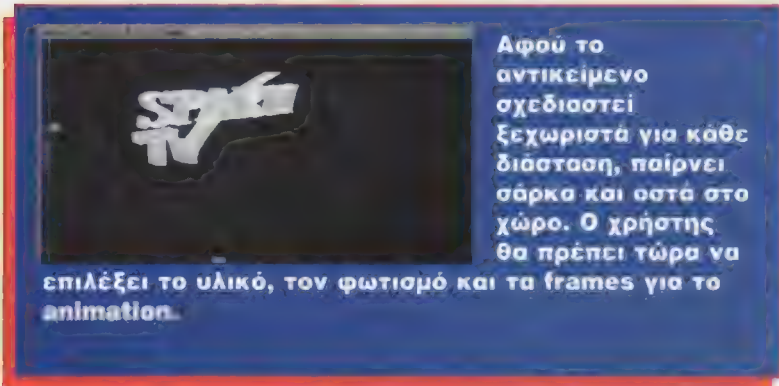 TV
Αφού το
αντικείμενο
σχεδιαστεί
ξεχωριστά για κάθε
διάσταση, παίρνει
σάρκα και οστά στο
χώρο. Ο χρήστης
θα πρέπει τώρα να
επιλέξει το υλικό, τον φωτισμό και τα frames για το
animation.